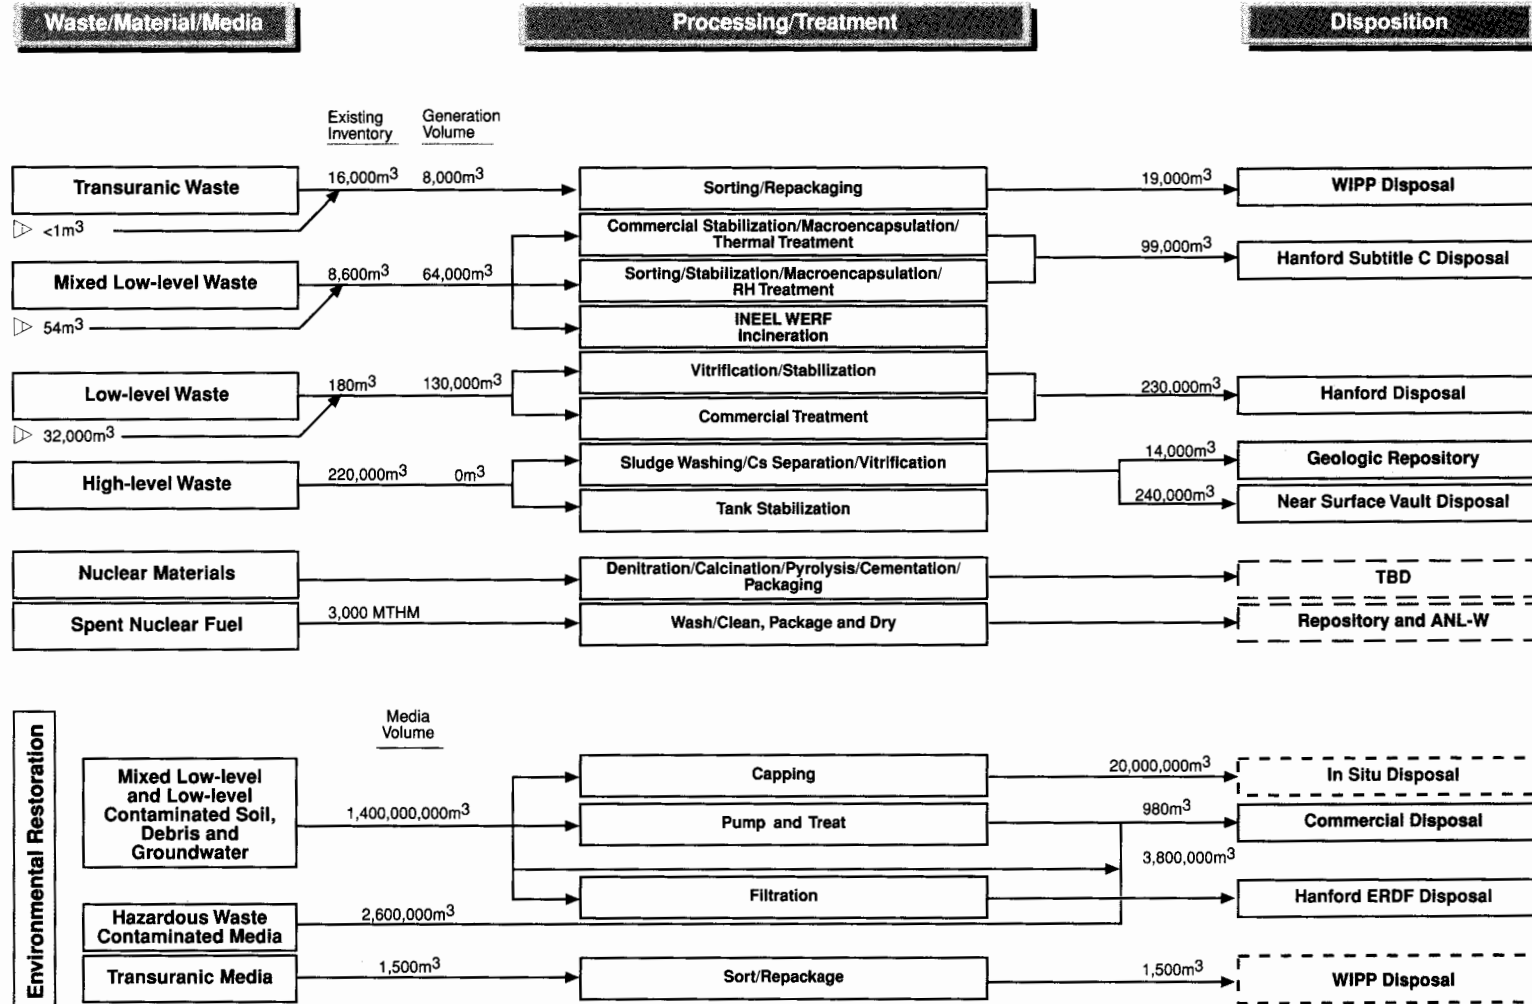 Waste/Material/Media
Processing/Treatment
Disposition
Existing
Inventory
Generation
Volume
Transuranic Waste
16,000m³
8,000m³
Sorting/Repackaging
19,000m³
WIPP Disposal
<1m³
Commercial Stabilization/Macroencapsulation/
Thermal Treatment
99,000m³
Hanford Subtitle C Disposal
Mixed Low-level Waste
8,600m³
64,000m³
Sorting/Stabilization/Macroencapsulation/
RH Treatment
54m³
INEEL WERF
Incineration
Low-level Waste
180m³
130,000m³
Vitrification/Stabilization
230,000m³
Hanford Disposal
Commercial Treatment
32,000m³
High-level Waste
220,000m³
0m³
Sludge Washing/Cs Separation/Vitrification
14,000m³
Geologic Repository
240,000m³
Near Surface Vault Disposal
Tank Stabilization
Nuclear Materials
Denitration/Calcination/Pyrolysis/Cementation/
Packaging
TBD
Spent Nuclear Fuel
3,000 MTHM
Wash/Clean, Package and Dry
Repository and ANL-W
Environmental Restoration
Media
Volume
Mixed Low-level
and Low-level
Contaminated Soil,
Debris and
Groundwater
1,400,000,000m³
Capping
20,000,000m³
In Situ Disposal
Pump and Treat
980m³
Commercial Disposal
3,800,000m³
Filtration
Hanford ERDF Disposal
Hazardous Waste
Contaminated Media
2,600,000m³
Transuranic Media
1,500m³
Sort/Repackage
1,500m³
WIPP Disposal